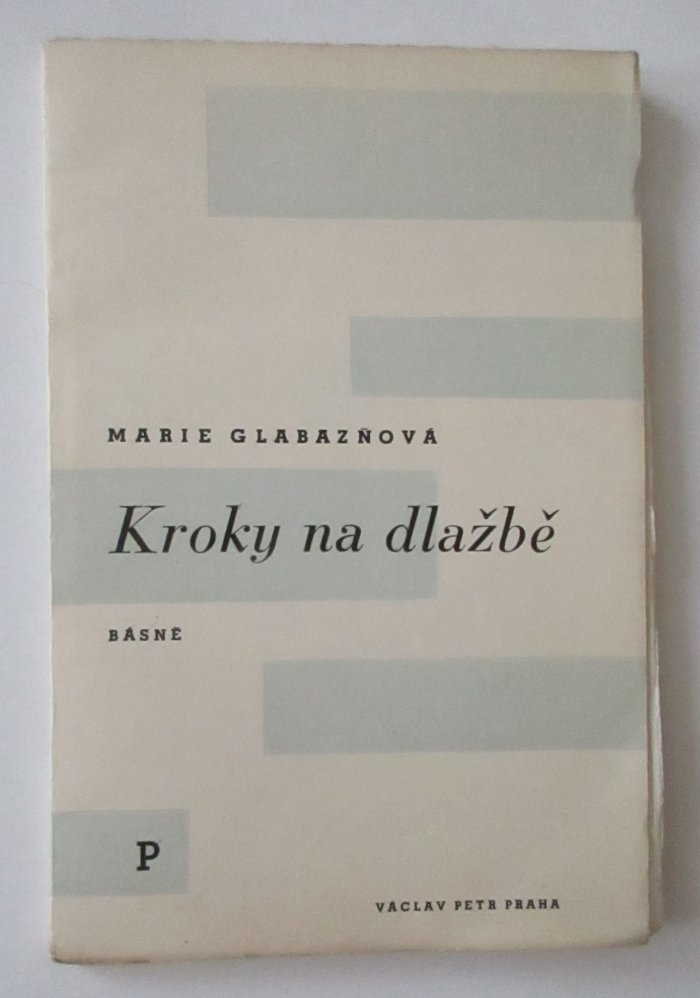 MARIE GLABAZŇOVÁ
Kroky na dlažbě
BÁSNĚ
P
VÁCLAV PETR PRAHA